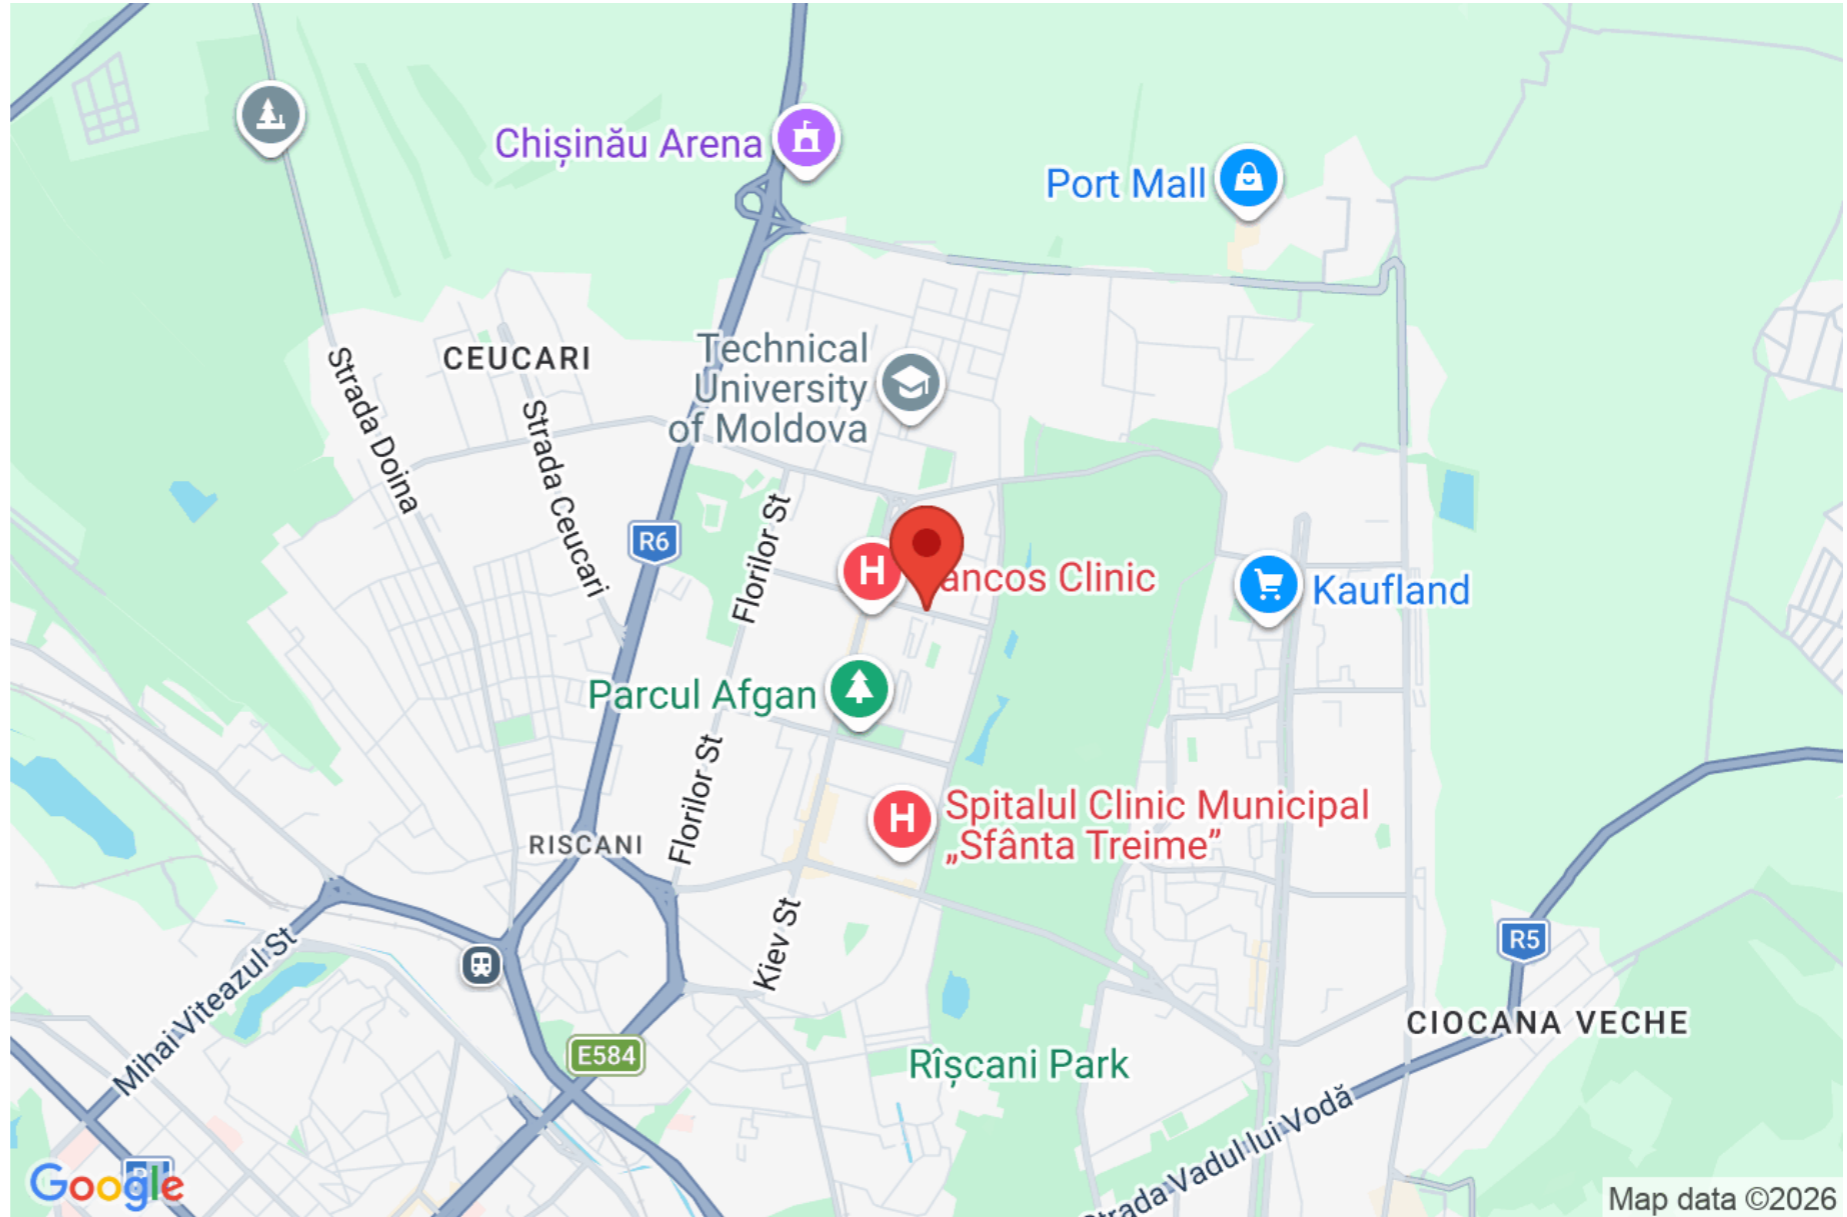 Chișinău Arena
Port Mall
Technical
University
of Moldova
CEUCARI
Strada Doina
Strada Ceucari
R6
Florilor St
H
ancos Clinic
Kaufland
Parcul Afgan
Florilor St
H
Spitalul Clinic Municipal
„Sfânta Treime”
RISCANI
Kiev St
Mihai Viteazul St
R5
CIOCANA VECHE
E584
Rîșcani Park
Strada Vadul lui Vodă
Google
Map data ©2026